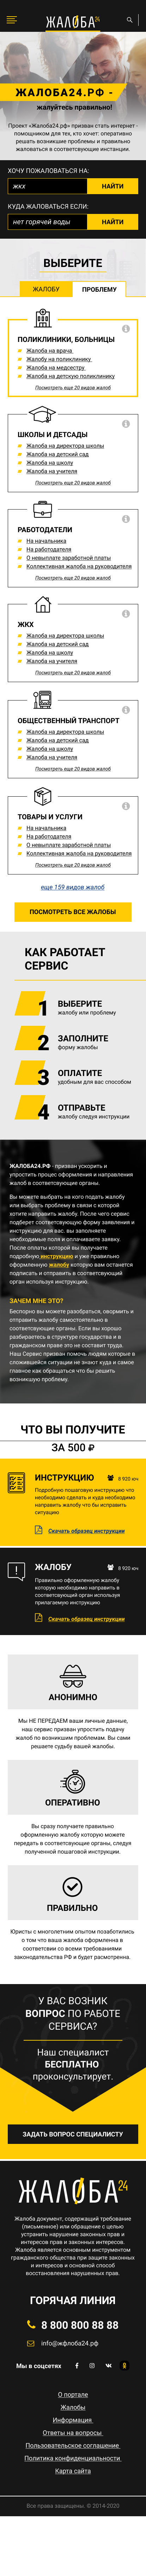 ЖАЛОБА24
ЖАЛОБА24.РФ -
жалуйтесь правильно!
Проект «Жалоба24.рф» призван стать интернет -
помощником для тех, кто хочет: оперативно
решать возникшие проблемы и правильно
жаловаться в соответствующие инстанции.
ХОЧУ ПОЖАЛОВАТЬСЯ НА:
жкх
НАЙТИ
КУДА ЖАЛОВАТЬСЯ ЕСЛИ:
нет горячей воды
НАЙТИ
ВЫБЕРИТЕ
ЖАЛОБУ
ПРОБЛЕМУ
ПОЛИКЛИНИКИ, БОЛЬНИЦЫ
Жалоба на врача
Жалобу на поликлинику
Жалоба на медсестру
Жалоба на детскую поликлинику
Посмотреть еще 20 видов жалоб
ШКОЛЫ И ДЕТСАДЫ
Жалоба на директора школы
Жалоба на детский сад
Жалоба на школу
Жалоба на учителя
Посмотреть еще 20 видов жалоб
РАБОТОДАТЕЛИ
На начальника
На работодателя
О невыплате заработной платы
Коллективная жалоба на руководителя
Посмотреть еще 20 видов жалоб
ЖКХ
Жалоба на директора школы
Жалоба на детский сад
Жалоба на школу
Жалоба на учителя
Посмотреть еще 20 видов жалоб
ОБЩЕСТВЕННЫЙ ТРАНСПОРТ
Жалоба на директора школы
Жалоба на детский сад
Жалоба на школу
Жалоба на учителя
Посмотреть еще 20 видов жалоб
ТОВАРЫ И УСЛУГИ
На начальника
На работодателя
О невыплате заработной платы
Коллективная жалоба на руководителя
Посмотреть еще 20 видов жалоб
еще 159 видов жалоб
ПОСМОТРЕТЬ ВСЕ ЖАЛОБЫ
КАК РАБОТАЕТ
СЕРВИС
1 ВЫБЕРИТЕ
жалобу или проблему
2 ЗАПОЛНИТЕ
форму жалобы
3 ОПЛАТИТЕ
удобным для вас способом
4 ОТПРАВЬТЕ
жалобу следуя инструкции
ЖАЛОБА24.РФ - призван ускорить и
упростить процес оформления и направления
жалоб в соответствующие органы.
Вы можете выбрать на кого подать жалобу
или выбрать проблему в связи с которой
хотите направить жалобу. После чего сервис
подберет соответствующую форму заявления и
инструкцию для вас. вы заполняете
необходимые поля и оплачиваете заявку.
После оплаты сервиса вы получаете
подробную инструкцию и уже правильно
оформленую жалобу которую вам остаётся
подписать и отправить в соответсующий
орган используя инструкцию.
ЗАЧЕМ МНЕ ЭТО?
Бесспорно вы можете разобраться, оформить и
отправить жалобу самостоятельно в
соответсвующие органы. Если вы хорошо
разбираетесь в структуре госоргановства и в
гражданском праве это не составит труда.
Наш Сервис призван помочь людям которые в
сложившейся ситуации не знают куда и самое
главное как обращаться что бы решить
возникшую проблему.
ЧТО ВЫ ПОЛУЧИТЕ
ЗА 500 ₽
ИНСТРУКЦИЮ
8 920 юч
Подробную пошаговую инструкцию что
необходимо сделать и куда необходимо
направить жалобу что бы исправить
ситуацию
Скачать образец инструкции
ЖАЛОБУ
8 920 юч
Правильно оформленную жалобу
которую необходимо направить в
соответсвующий орган используя
прилагаемую инструкцию
Скачать образец инструкции
АНОНИМНО
Мы НЕ ПЕРЕДАЕМ ваши личные данные,
наш сервис призван упростить подачу
жалоб по возникшим проблемам. Вы сами
решаете судьбу вашей жалобы.
ОПЕРАТИВНО
Вы сразу получаете правильно
оформленную жалобу которую можете
передать в соответсвующие органы, следуя
полученной пошаговой инструкции.
ПРАВИЛЬНО
Юристы с многолетним опытом позаботились
о том что ваша жалоба оформленна в
соответсвии со всеми требованиями
законодательства РФ и будет расмотренна.
У ВАС ВОЗНИК
ВОПРОС ПО РАБОТЕ
СЕРВИСА?
Наш специалист
БЕСПЛАТНО
проконсультирует.
ЗАДАТЬ ВОПРОС СПЕЦИАЛИСТУ
ЖАЛОБА24
Жалоба документ, содержащий требование
(письменное) или обращение с целью
устранить нарушение законный прав и
интересов прав и законных интересов.
Жалоба является основным инструментом
гражданского общества при защите законных
и интересов и основной способ
восстановления нарушенных прав.
ГОРЯЧАЯ ЛИНИЯ
8 800 800 88 88
info@жфлоба24.рф
Мы в соцсетях
О портале
Жалобы
Информация
Ответы на вопросы
Пользовательское соглашение
Политика конфиденциальности
Карта сайта
Все права защищены. © 2014-2020